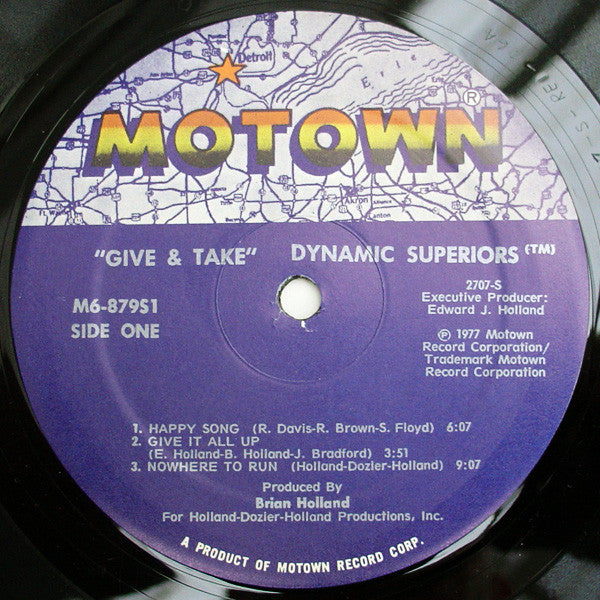 Detroit
Erie
MOTOWN®
Akron
Canton
"GIVE & TAKE" DYNAMIC SUPERIORS (TM)
M6-879S1
SIDE ONE
2707-S
Executive Producer:
Edward J. Holland
℗ 1977 Motown
Record Corporation/
Trademark Motown
Record Corporation
1. HAPPY SONG (R. Davis-R. Brown-S. Floyd) 6:07
2. GIVE IT ALL UP
(E. Holland-B. Holland-J. Bradford) 3:51
3. NOWHERE TO RUN (Holland-Dozier-Holland) 9:07
Produced By
Brian Holland
For Holland-Dozier-Holland Productions, Inc.
A PRODUCT OF MOTOWN RECORD CORP.